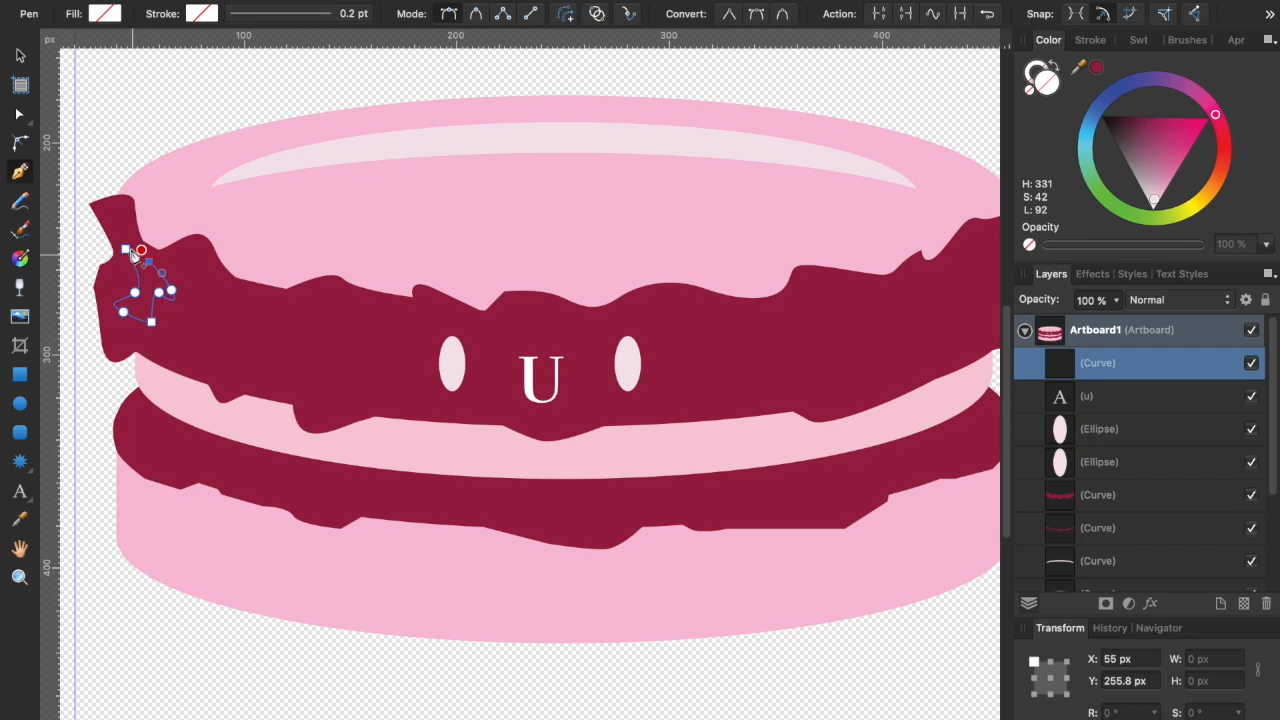 Pen Fill: Stroke: 0.2 pt Mode: Convert: Action: Snap: »
px 100 200 300 400
Color Stroke Swt Brushes Apr
200
H: 331
S: 42
L: 92
Opacity
100 %
Layers Effects Styles Text Styles
Opacity: 100 % Normal
Artboard1 (Artboard)
(Curve)
A (u)
(Ellipse)
(Ellipse)
(Curve)
(Curve)
(Curve)
300
U
400
A
fx
Transform History Navigator
X: 55 px W: 0 px
Y: 255.8 px H: 0 px
R: 0 ° S: 0 °